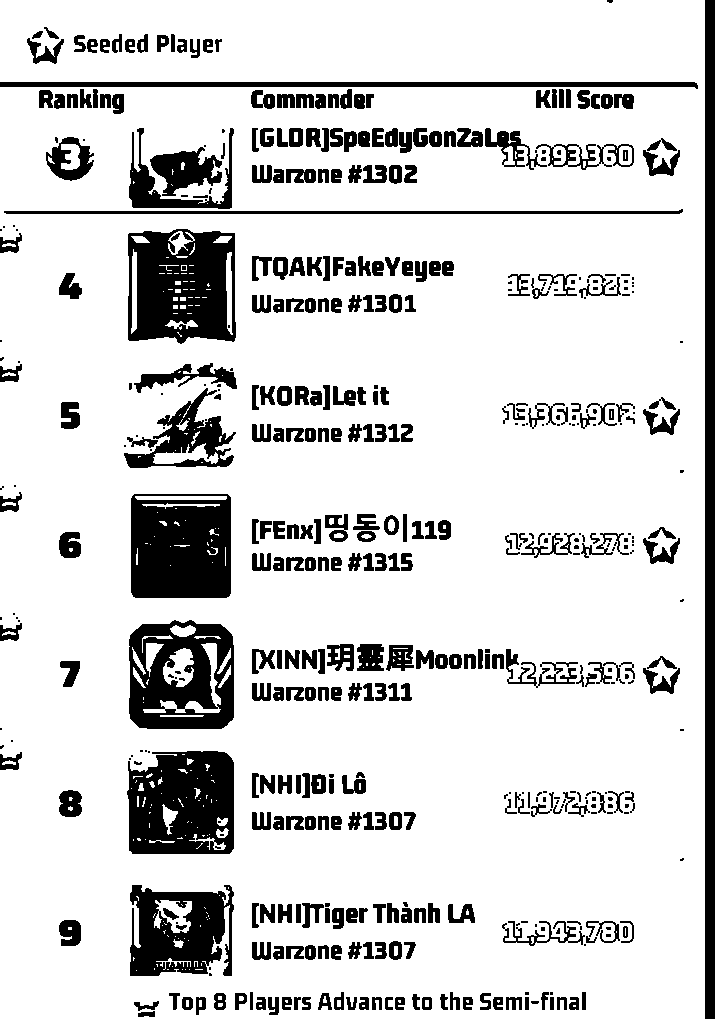 Seeded Player
Ranking Commander Kill Score
3 [GLDR]SpeEdyGonZaLes 13,893,360
Warzone #1302
4 [TQAK]FakeYeyee 13,719,828
Warzone #1301
5 [KORa]Let it
Warzone #1312
6 [FEnx]띵동이119 12,928,278
Warzone #1315
7 [XINN]玥靈犀Moonlink 12,223,596
Warzone #1311
8 [NHI]Đi Lô 11,972,886
Warzone #1307
9 [NHI]Tiger Thành LA 11,943,780
Warzone #1307
Top 8 Players Advance to the Semi-final